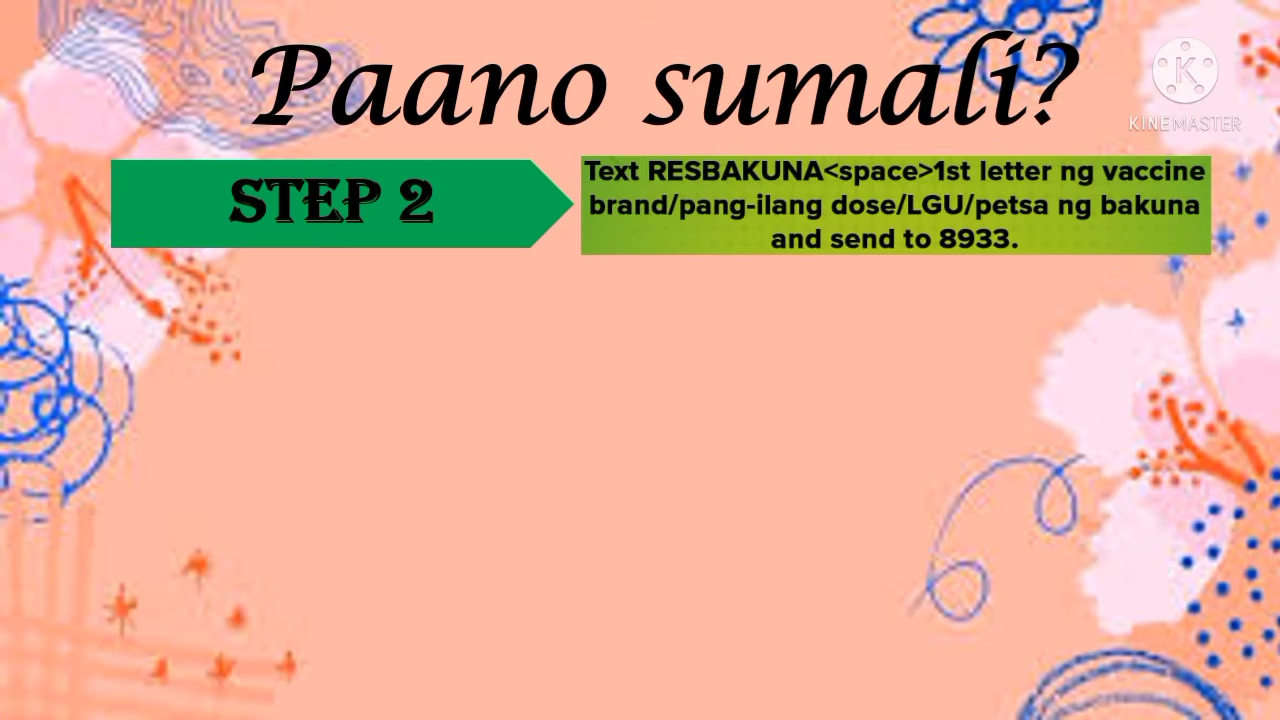 Paano sumali?
KINEMASTER
STEP 2
Text RESBAKUNA<space>1st letter ng vaccine
brand/pang-ilang dose/LGU/petsa ng bakuna
and send to 8933.